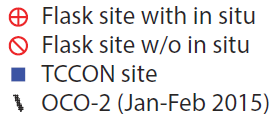 Flask site with in situ
Flask site w/o in situ
TCCON site
OCO-2 (Jan-Feb 2015)